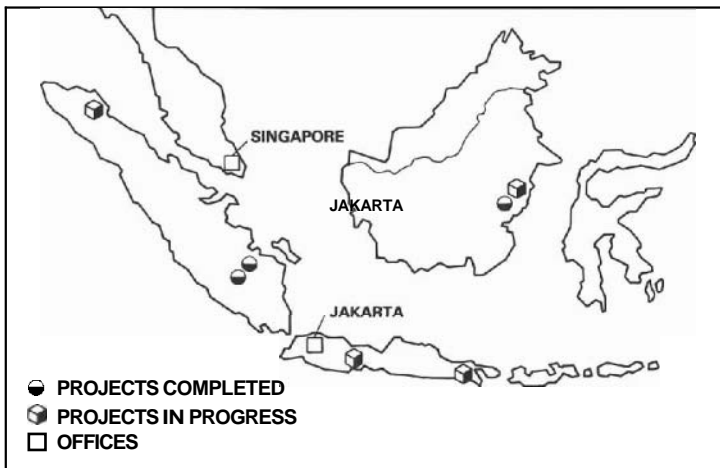 SINGAPORE
JAKARTA
JAKARTA
PROJECTS COMPLETED
PROJECTS IN PROGRESS
OFFICES